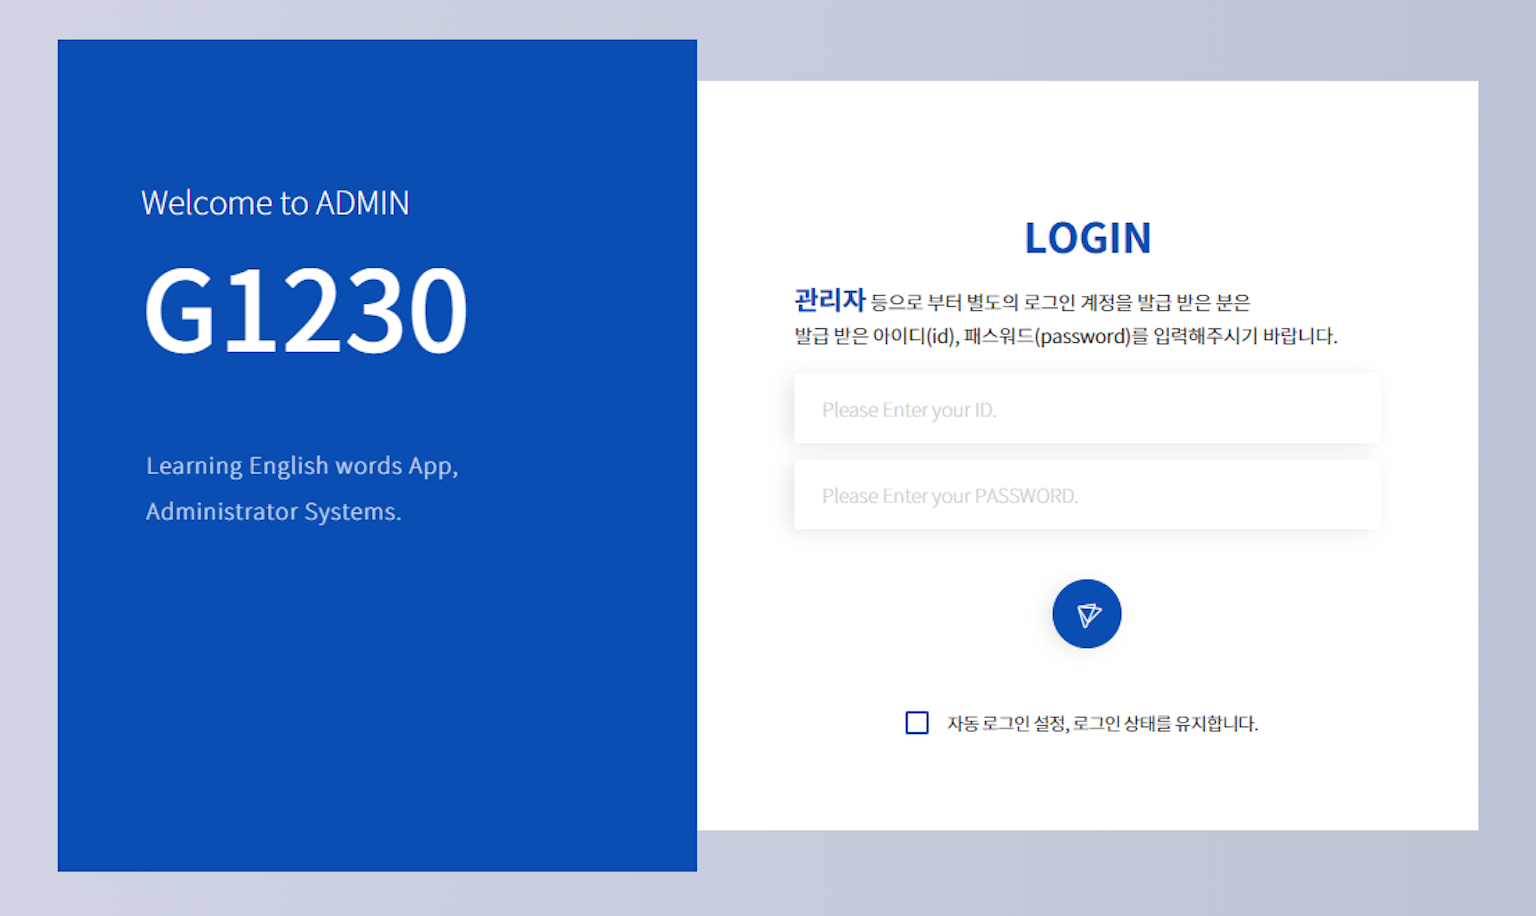 Welcome to ADMIN
G1230
Learning English words App,
Administrator Systems.
LOGIN
관리자 등으로 부터 별도의 로그인 계정을 발급 받은 분은
발급 받은 아이디(id), 패스워드(password)를 입력해주시기 바랍니다.
Please Enter your ID.
Please Enter your PASSWORD.
자동 로그인 설정, 로그인 상태를 유지합니다.